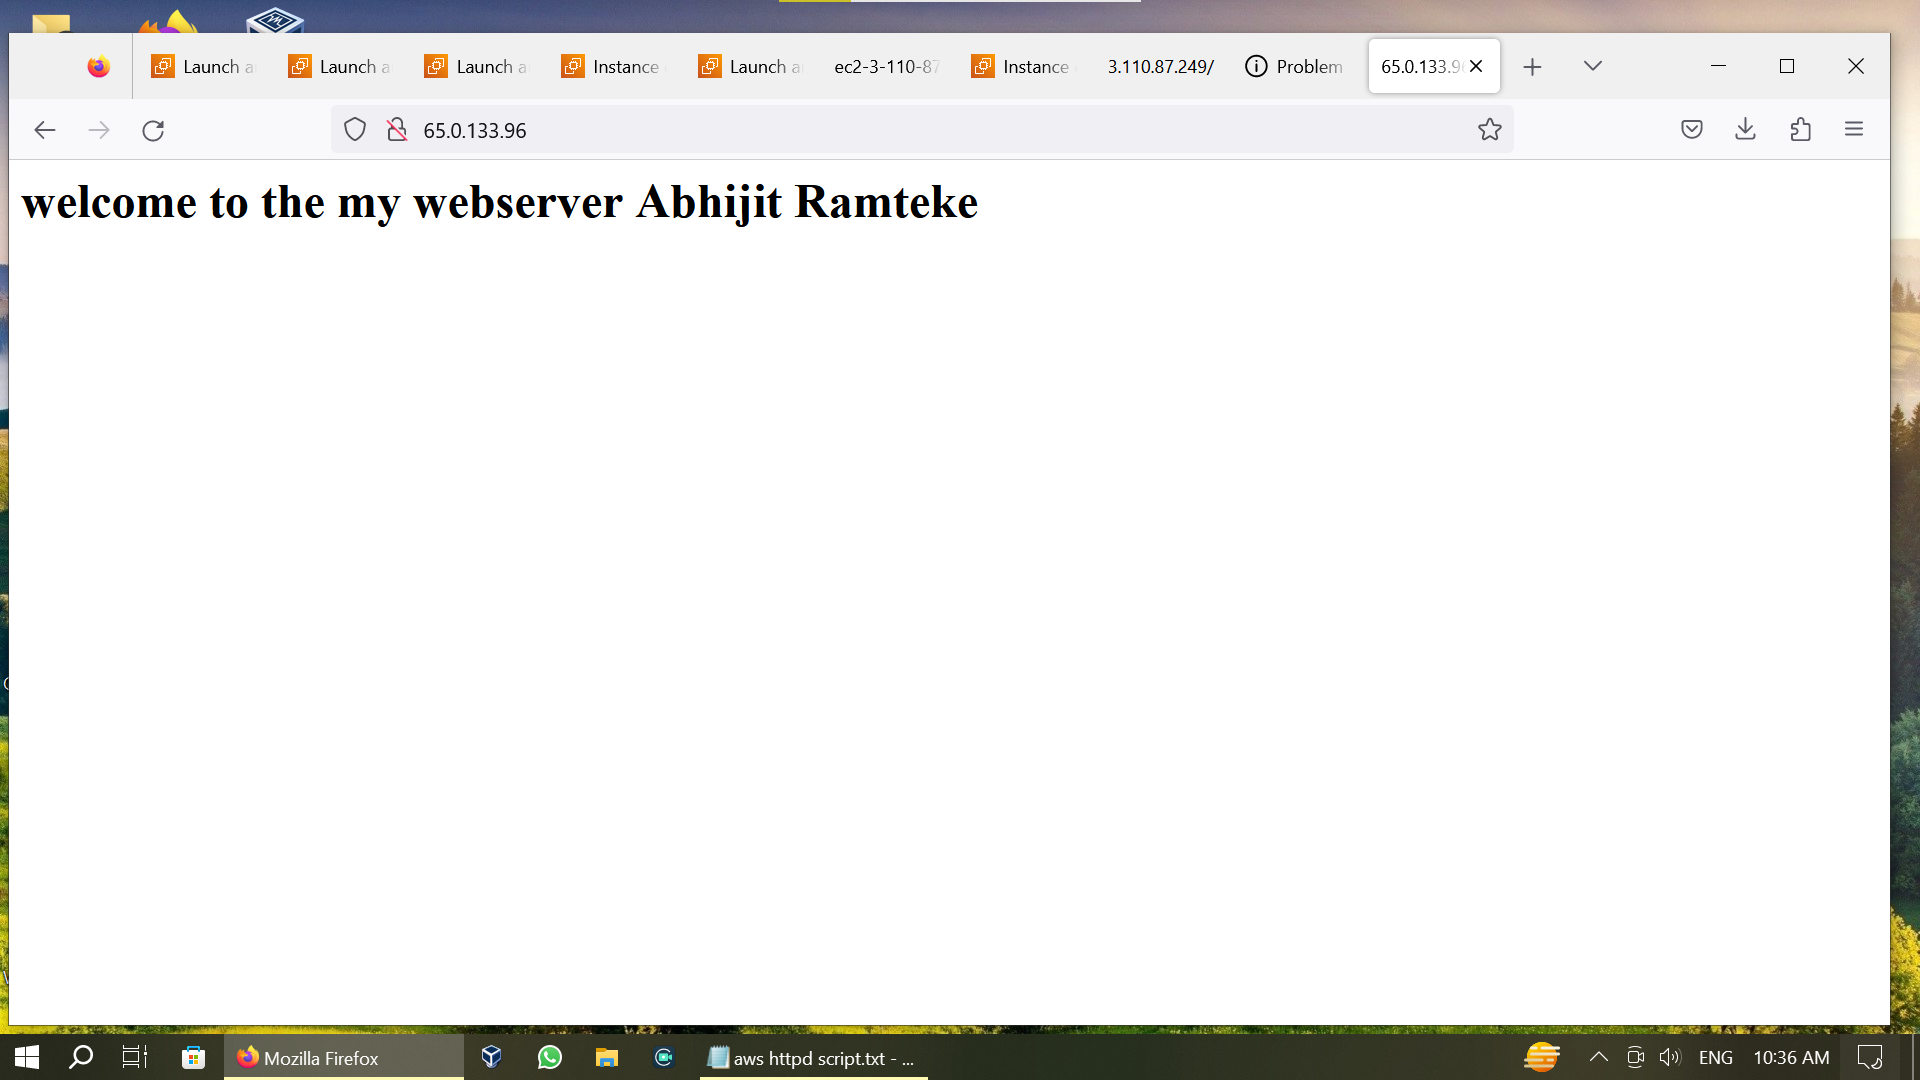 Launch a
Launch a
Launch a
Instance
Launch a
ec2-3-110-87
Instance
3.110.87.249/
Problem
65.0.133.96
65.0.133.96
welcome to the my webserver Abhijit Ramteke
Mozilla Firefox
aws httpd script.txt - ...
ENG
10:36 AM